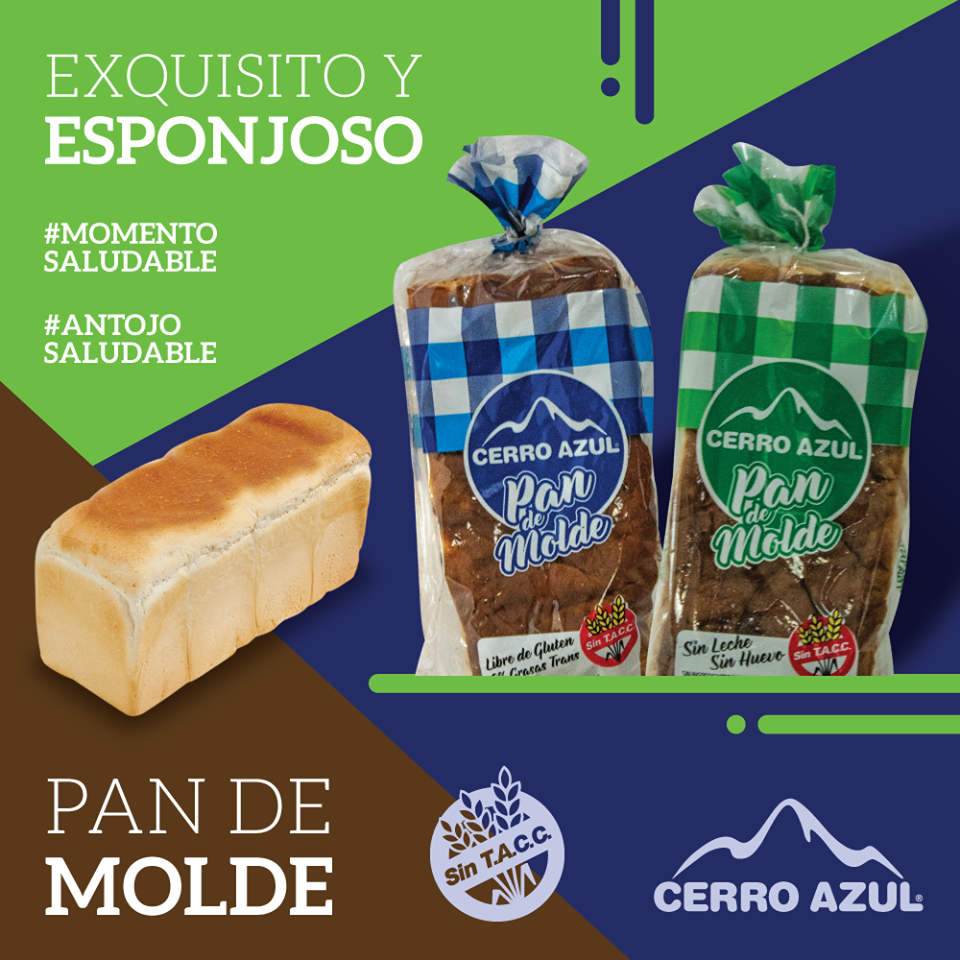 EXQUISITO Y
ESPONJOSO
#MOMENTO
SALUDABLE
#ANTOJO
SALUDABLE
CERRO AZUL
Pan
de
Molde
Libre de Gluten
Grasas Trans
Sin T.A.C.C.
CERRO AZUL
Pan
de
Molde
Sin Leche
Sin Huevo
Sin T.A.C.C.
PAN DE
MOLDE
Sin T.A.C.C.
CERRO AZUL®